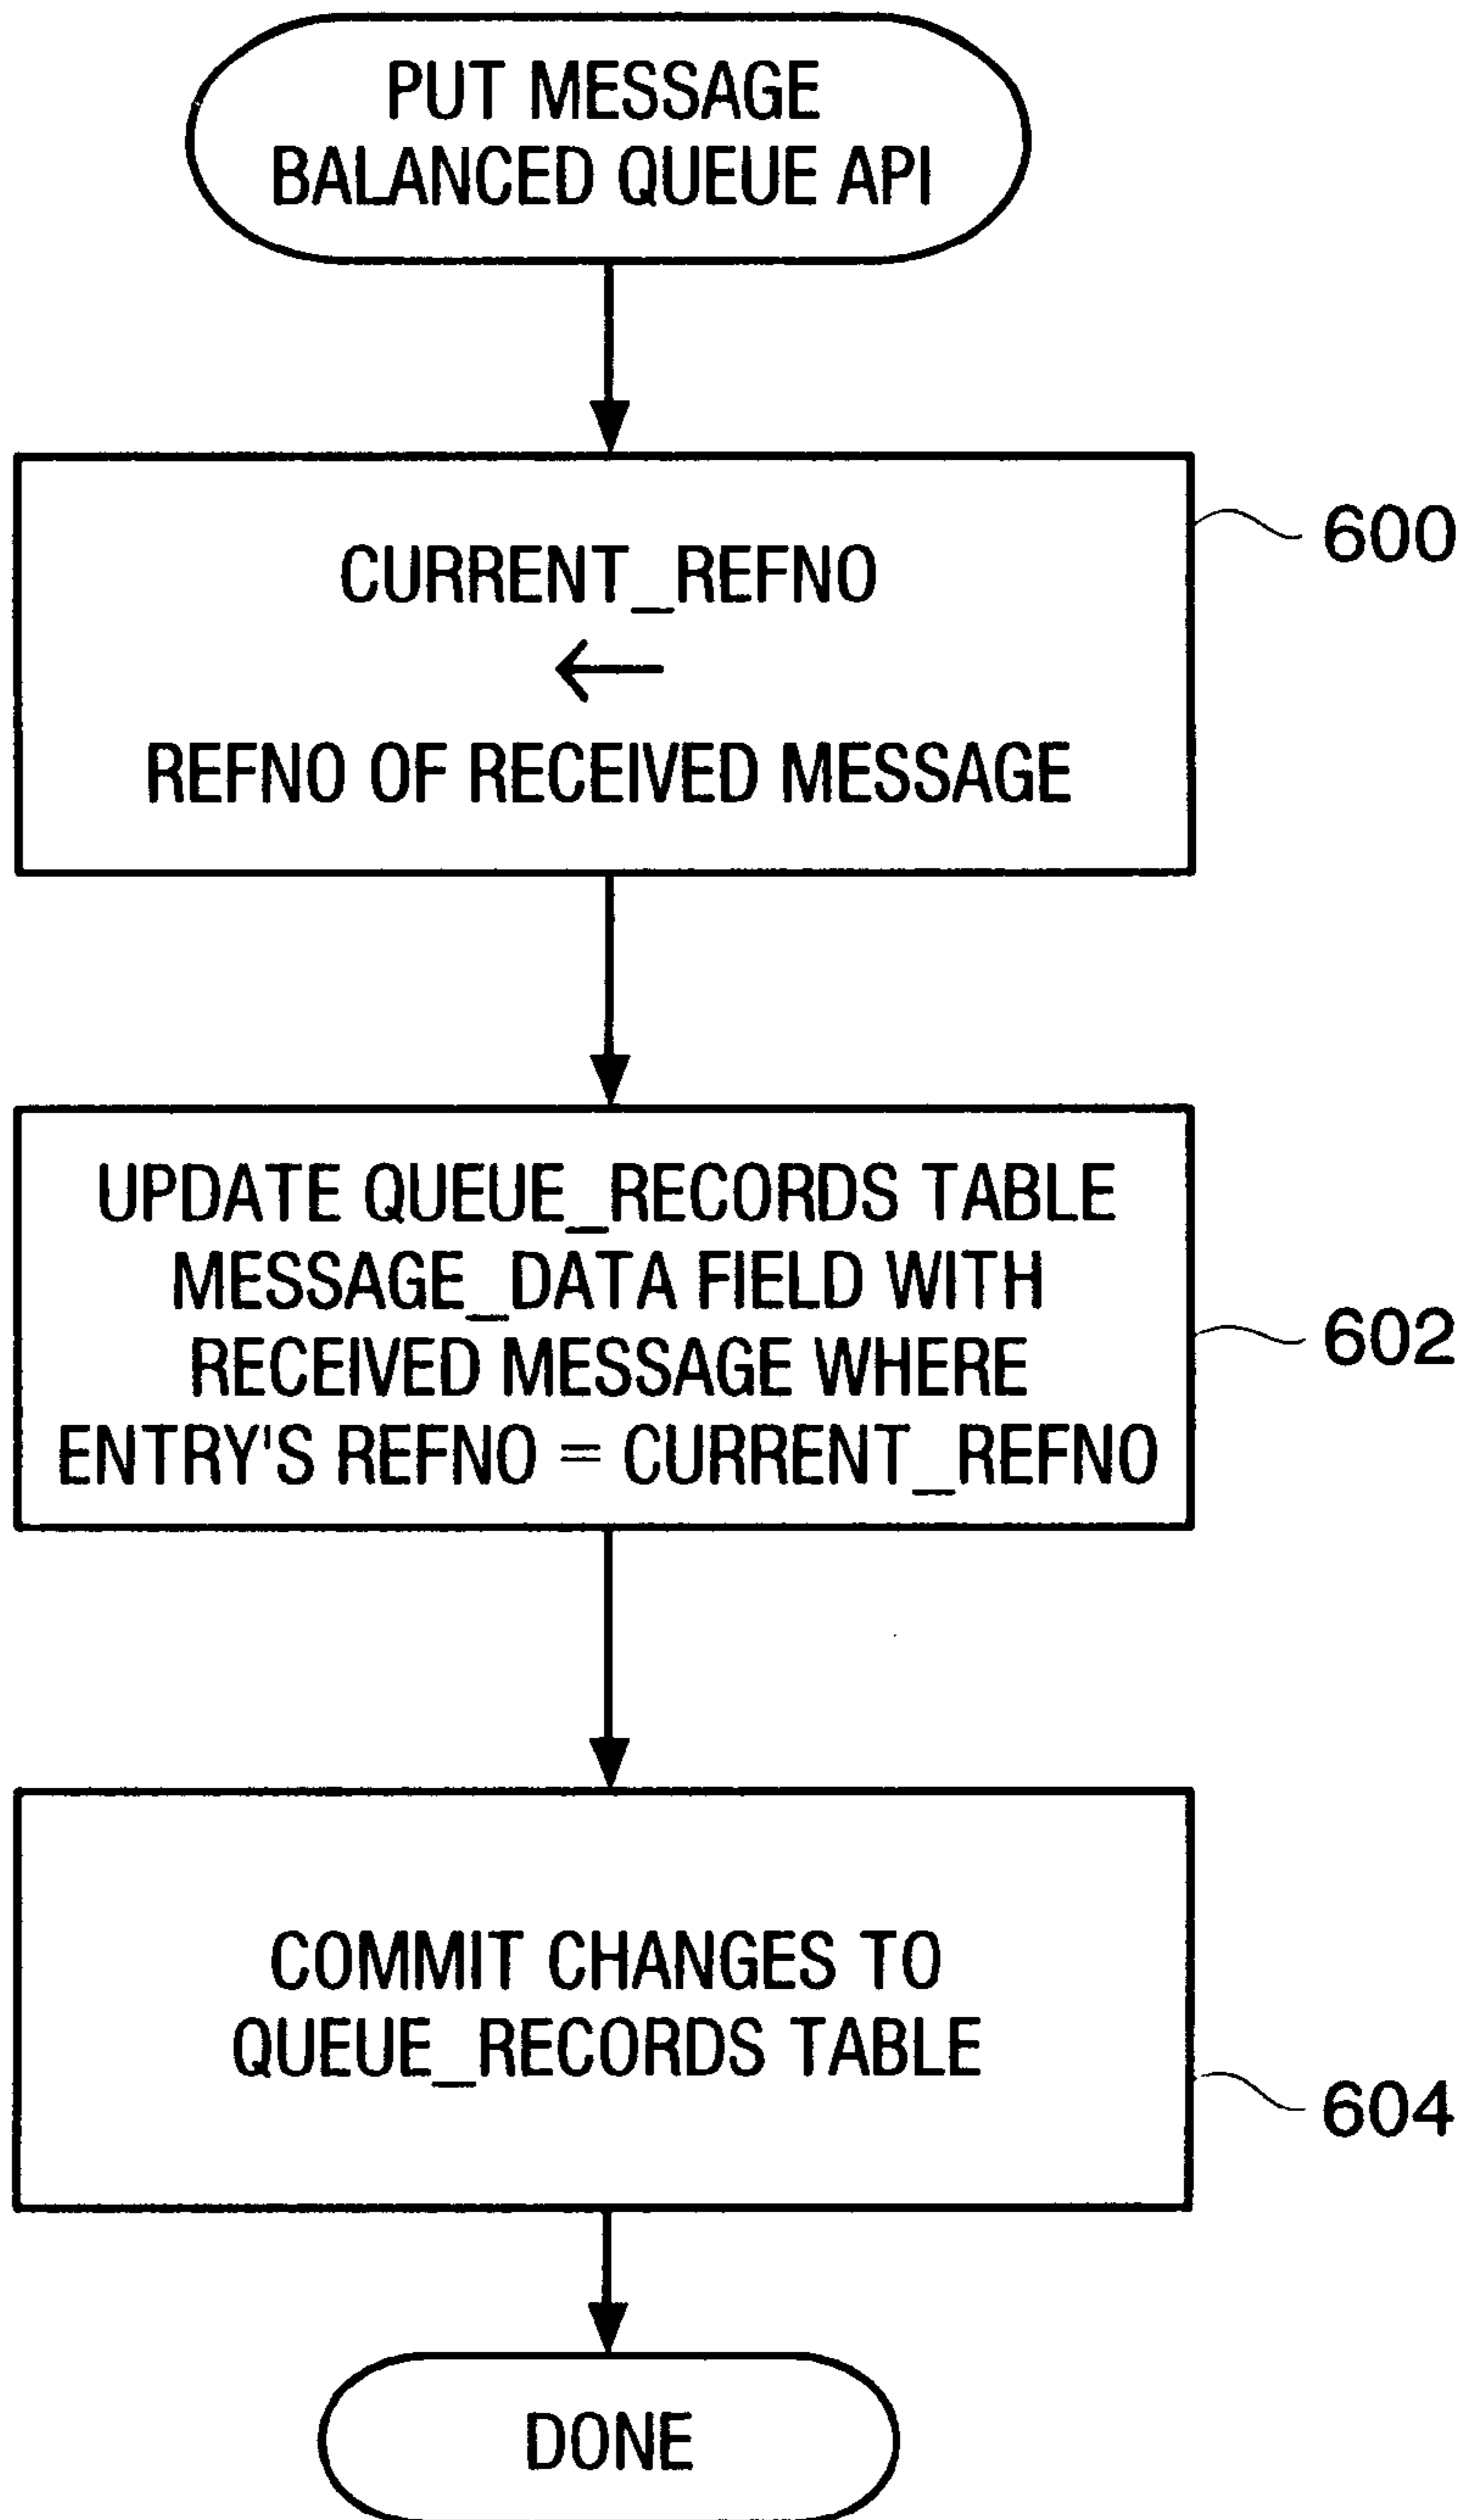 PUT MESSAGE
BALANCED QUEUE API
CURRENT_REFNO
←
REFNO OF RECEIVED MESSAGE
600
UPDATE QUEUE_RECORDS TABLE
MESSAGE_DATA FIELD WITH
RECEIVED MESSAGE WHERE
ENTRY'S REFNO = CURRENT_REFNO
602
COMMIT CHANGES TO
QUEUE_RECORDS TABLE
604
DONE